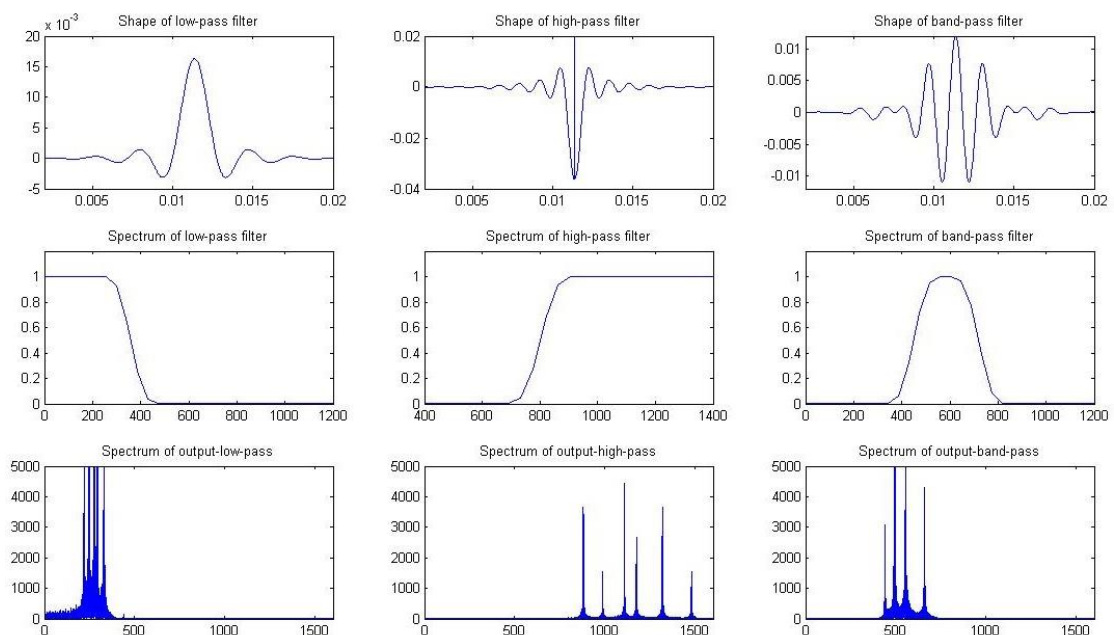 Shape of low-pass filter
x 10⁻³
20
15
10
5
0
-5
0.005 0.01 0.015 0.02
Shape of high-pass filter
0.02
0
-0.02
-0.04
0.005 0.01 0.015 0.02
Shape of band-pass filter
0.01
0.005
0
-0.005
-0.01
0.005 0.01 0.015 0.02
Spectrum of low-pass filter
1
0.8
0.6
0.4
0.2
0
0 200 400 600 800 1000 1200
Spectrum of high-pass filter
1
0.8
0.6
0.4
0.2
0
400 600 800 1000 1200 1400
Spectrum of band-pass filter
1
0.8
0.6
0.4
0.2
0
0 200 400 600 800 1000 1200
Spectrum of output-low-pass
5000
4000
3000
2000
1000
0
0 500 1000 1500
Spectrum of output-high-pass
5000
4000
3000
2000
1000
0
0 500 1000 1500
Spectrum of output-band-pass
5000
4000
3000
2000
1000
0
0 500 1000 1500